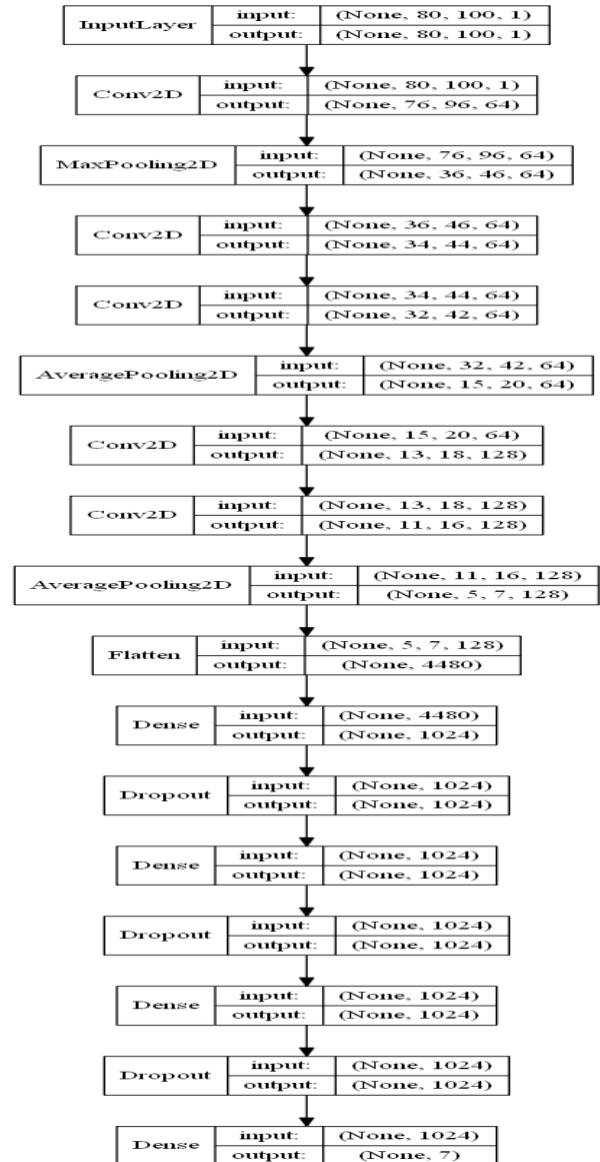 InputLayer
input: (None, 80, 100, 1)
output: (None, 80, 100, 1)
Conv2D
input: (None, 80, 100, 1)
output: (None, 76, 96, 64)
MaxPooling2D
input: (None, 76, 96, 64)
output: (None, 36, 46, 64)
Conv2D
input: (None, 36, 46, 64)
output: (None, 34, 44, 64)
Conv2D
input: (None, 34, 44, 64)
output: (None, 32, 42, 64)
AveragePooling2D
input: (None, 32, 42, 64)
output: (None, 15, 20, 64)
Conv2D
input: (None, 15, 20, 64)
output: (None, 13, 18, 128)
Conv2D
input: (None, 13, 18, 128)
output: (None, 11, 16, 128)
AveragePooling2D
input: (None, 11, 16, 128)
output: (None, 5, 7, 128)
Flatten
input: (None, 5, 7, 128)
output: (None, 4480)
Dense
input: (None, 4480)
output: (None, 1024)
Dropout
input: (None, 1024)
output: (None, 1024)
Dense
input: (None, 1024)
output: (None, 1024)
Dropout
input: (None, 1024)
output: (None, 1024)
Dense
input: (None, 1024)
output: (None, 1024)
Dropout
input: (None, 1024)
output: (None, 1024)
Dense
input: (None, 1024)
output: (None, 7)